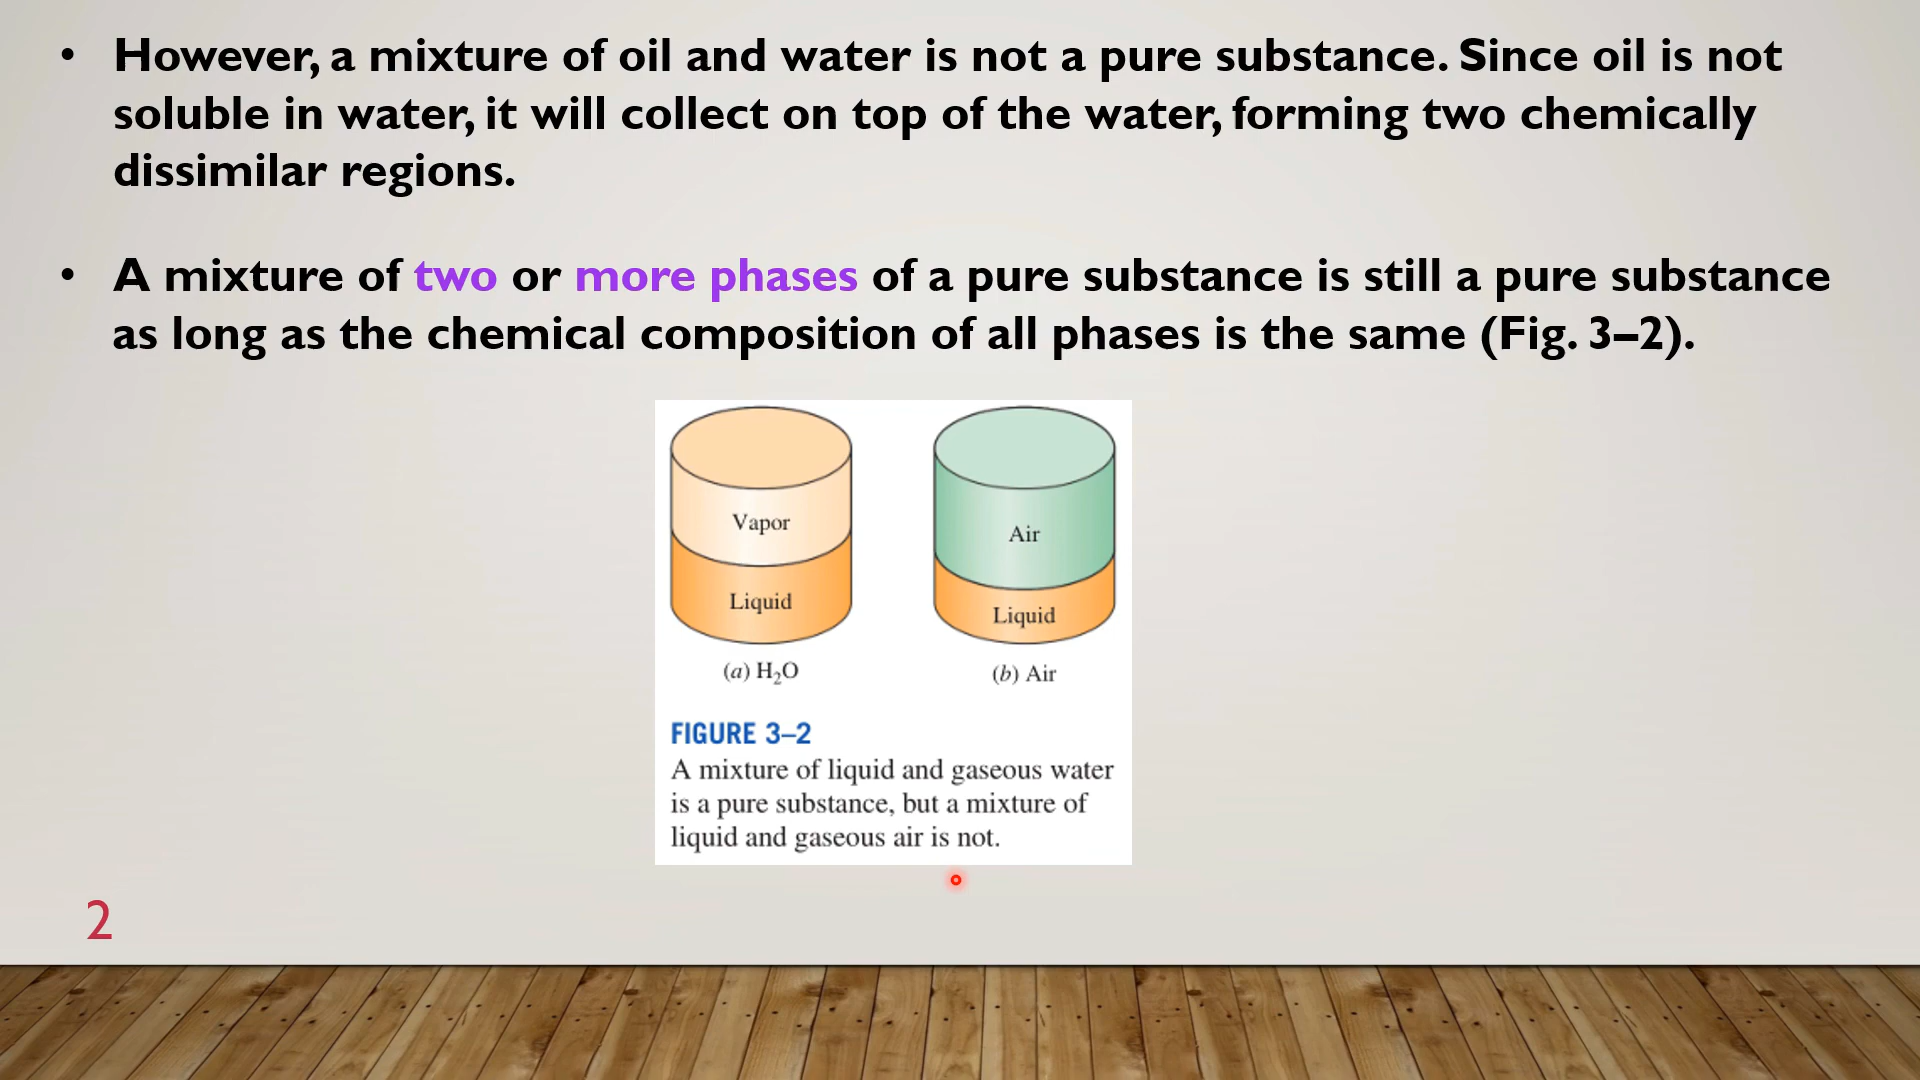 • However, a mixture of oil and water is not a pure substance. Since oil is not
soluble in water, it will collect on top of the water, forming two chemically
dissimilar regions.
• A mixture of two or more phases of a pure substance is still a pure substance
as long as the chemical composition of all phases is the same (Fig. 3–2).
Vapor
Liquid
(a) H₂O
Air
Liquid
(b) Air
FIGURE 3–2
A mixture of liquid and gaseous water
is a pure substance, but a mixture of
liquid and gaseous air is not.
2